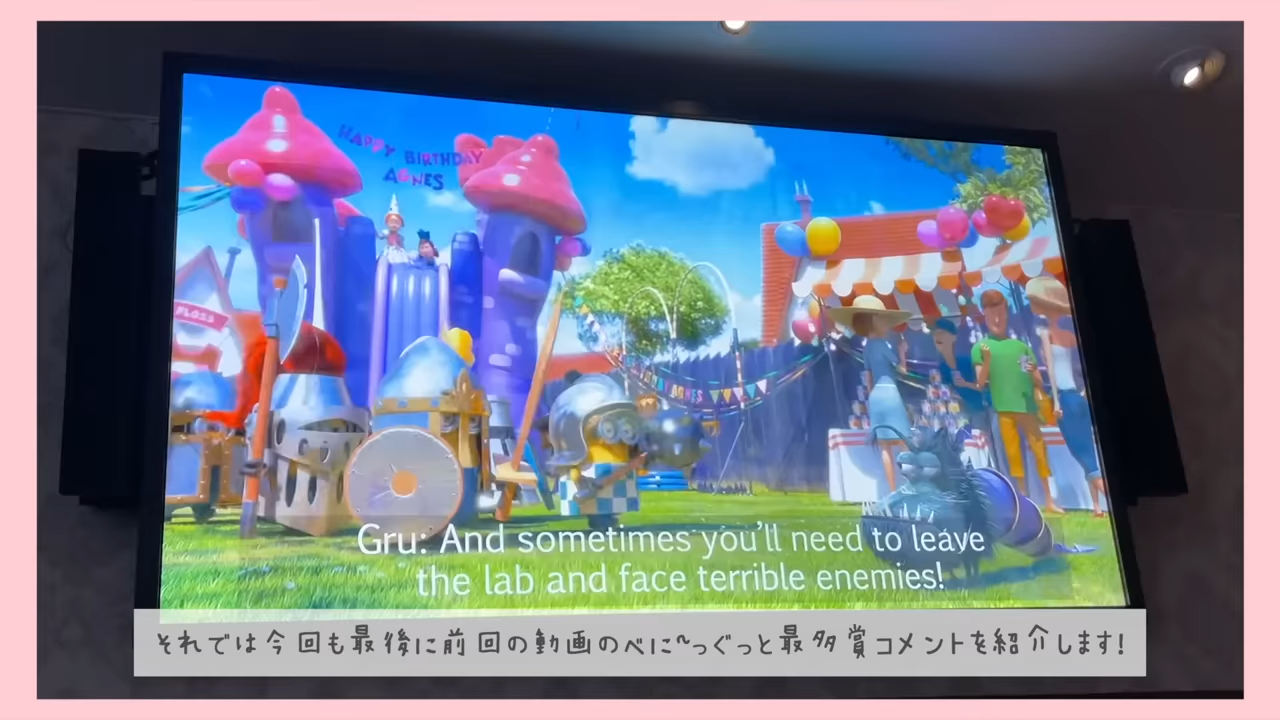 HAPPY BIRTHDAY
AGNES
FLOSS
AGNES
Gru: And sometimes you'll need to leave
the lab and face terrible enemies!
それでは今回も最後に前回の動画のべに~っぐっと最多賞コメントを紹介します!